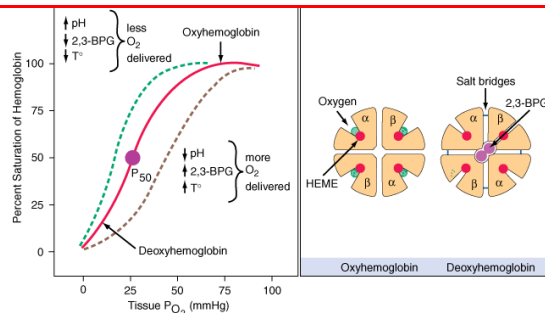 ↑ pH
↓ 2,3-BPG
↓ T°
less
O2
delivered
Oxyhemoglobin
Percent Saturation of Hemoglobin
100
75
50
25
0
P50
↓ pH
↑ 2,3-BPG
↑ T°
more
O2
delivered
Deoxyhemoglobin
0
25
50
75
100
Tissue PO2 (mmHg)
Salt bridges
Oxygen
2,3-BPG
α
β
α
β
HEME
β
α
β
α
Oxyhemoglobin
Deoxyhemoglobin